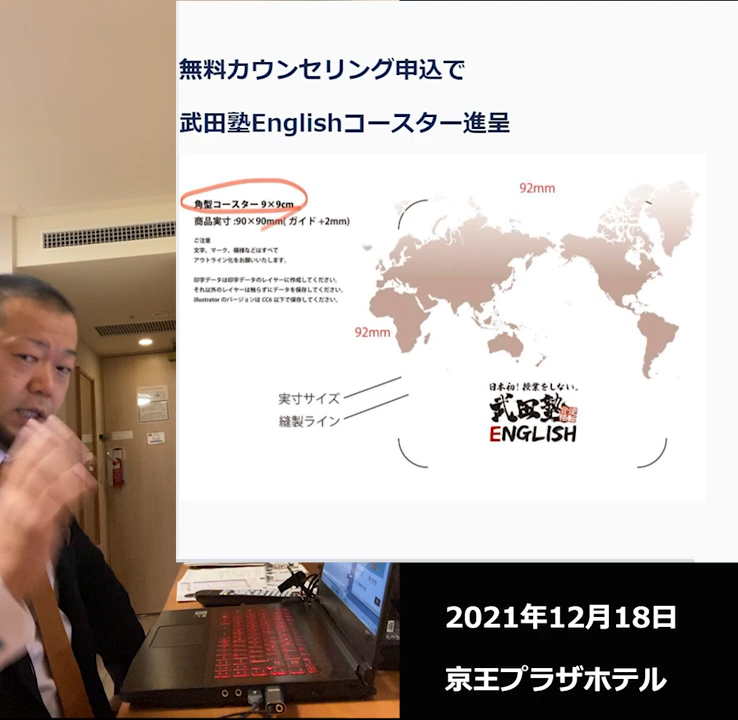 無料カウンセリング申込で
武田塾Englishコースター進呈
角型コースター 9×9cm
商品実寸 :90×90mm( ガイド +2mm)
ご注意
文字、マーク、模様などはすべて
アウトライン化をお願いいたします。
印字データは印字データのレイヤーに作成してください。
それ以外のレイヤーは触らずにデータを保存してください。
illustrator のバージョンは CC6 以下で保存してください。
92mm
92mm
実寸サイズ
縫製ライン
日本初!授業をしない。
武田塾
ENGLISH
2021年12月18日
京王プラザホテル